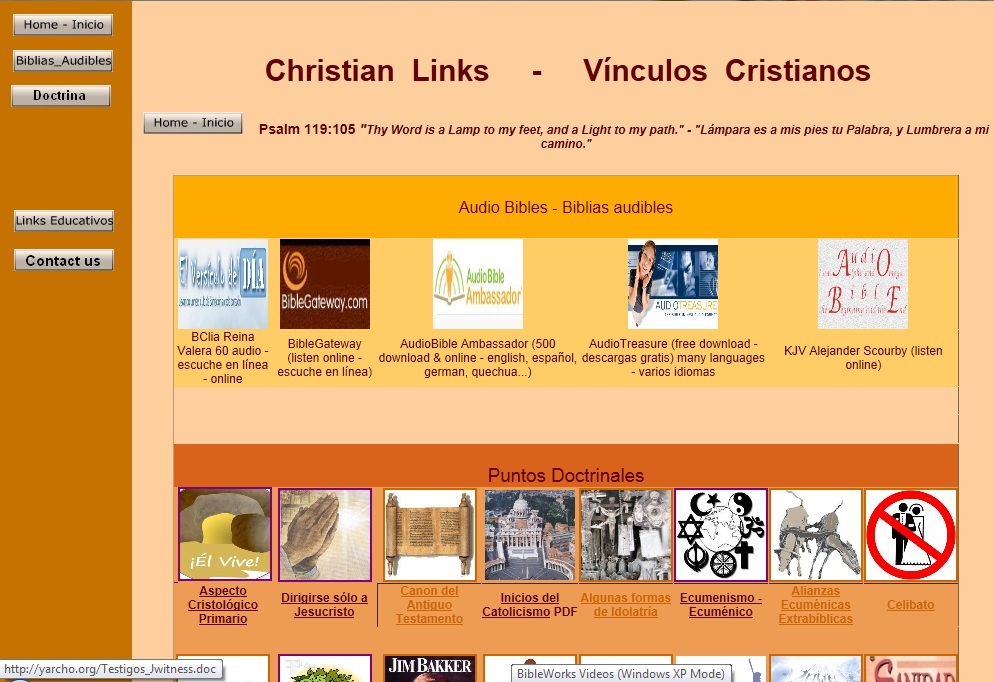 Home - Inicio
Biblias_Audibles
Doctrina
Links Educativos
Contact us
Christian Links - Vínculos Cristianos
Home - Inicio
Psalm 119:105 "Thy Word is a Lamp to my feet, and a Light to my path." - "Lámpara es a mis pies tu Palabra, y Lumbrera a mi
camino."
Audio Bibles - Biblias audibles
El Versículo del DÍA
BibleGateway.com
AudioBible
Ambassador
AUDIOTREASURE
AudiO
BiblE
BClia Reina
Valera 60 audio -
escuche en línea
- online
BibleGateway
(listen online -
escuche en línea)
AudioBible Ambassador (500
download & online - english, español,
german, quechua...)
AudioTreasure (free download -
descargas gratis) many languages
- varios idiomas
KJV Alejander Scourby (listen
online)
Puntos Doctrinales
¡Él Vive!
Aspecto
Cristológico
Primario
Dirigirse sólo a
Jesucristo
Canon del
Antiguo
Testamento
Inicios del
Catolicismo PDF
Algunas formas
de Idolatría
Ecumenismo -
Ecuménico
Alianzas
Ecuménicas
Extrabíblicas
Celibato
JIM BAKKER
http://yarcho.org/Testigos_Jwitness.doc
BibleWorks Videos (Windows XP Mode)